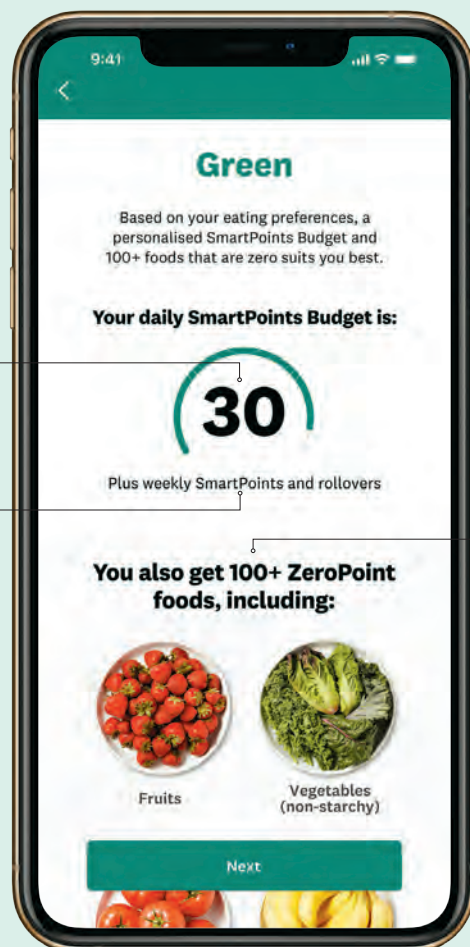 9:41
Green
Based on your eating preferences, a
personalised SmartPoints Budget and
100+ foods that are zero suits you best.
Your daily SmartPoints Budget is:
30
Plus weekly SmartPoints and rollovers
You also get 100+ ZeroPoint
foods, including:
Fruits
Vegetables
(non-starchy)
Next